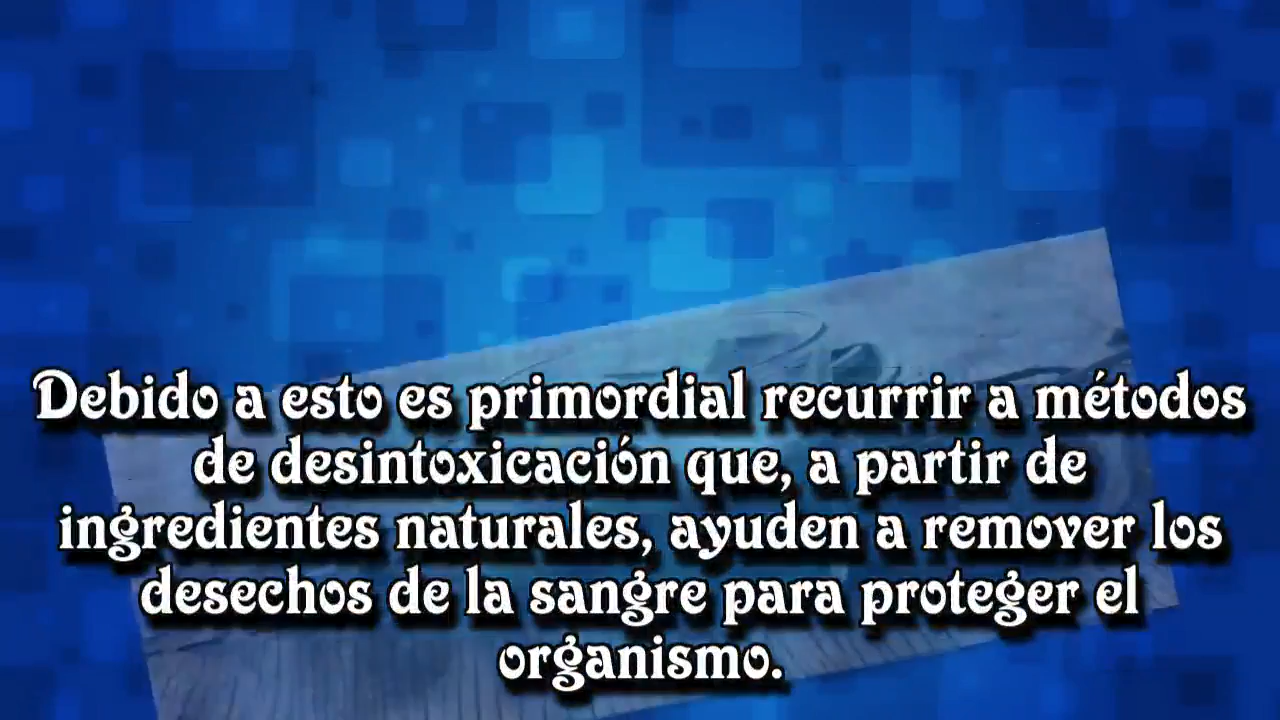 Debido a esto es primordial recurrir a métodos
de desintoxicación que, a partir de
ingredientes naturales, ayuden a remover los
desechos de la sangre para proteger el
organismo.